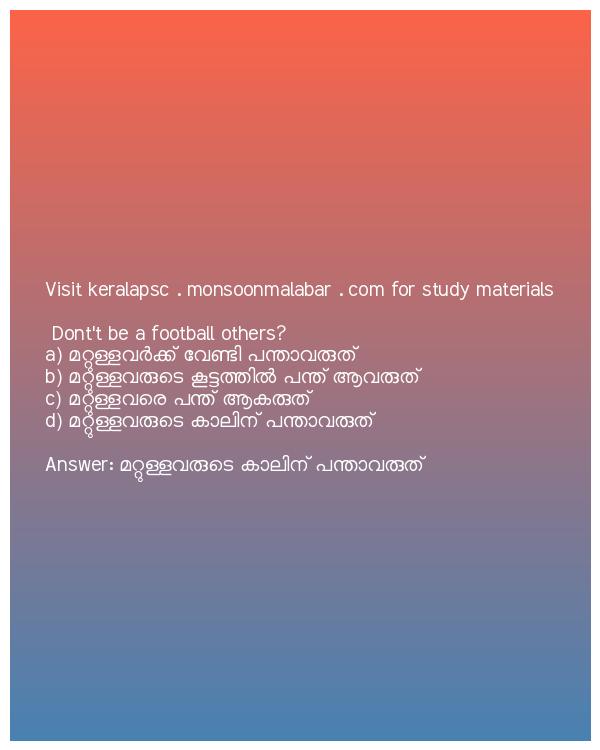 Visit keralapsc . monsoonmalabar . com for study materials
Dont't be a football others?
a) മറ്റുള്ളവർക്ക് വേണ്ടി പന്താവരുത്
b) മറ്റുള്ളവരുടെ കൂട്ടത്തിൽ പന്ത് ആവരുത്
c) മറ്റുള്ളവരെ പന്ത് ആകരുത്
d) മറ്റുള്ളവരുടെ കാലിന് പന്താവരുത്
Answer: മറ്റുള്ളവരുടെ കാലിന് പന്താവരുത്